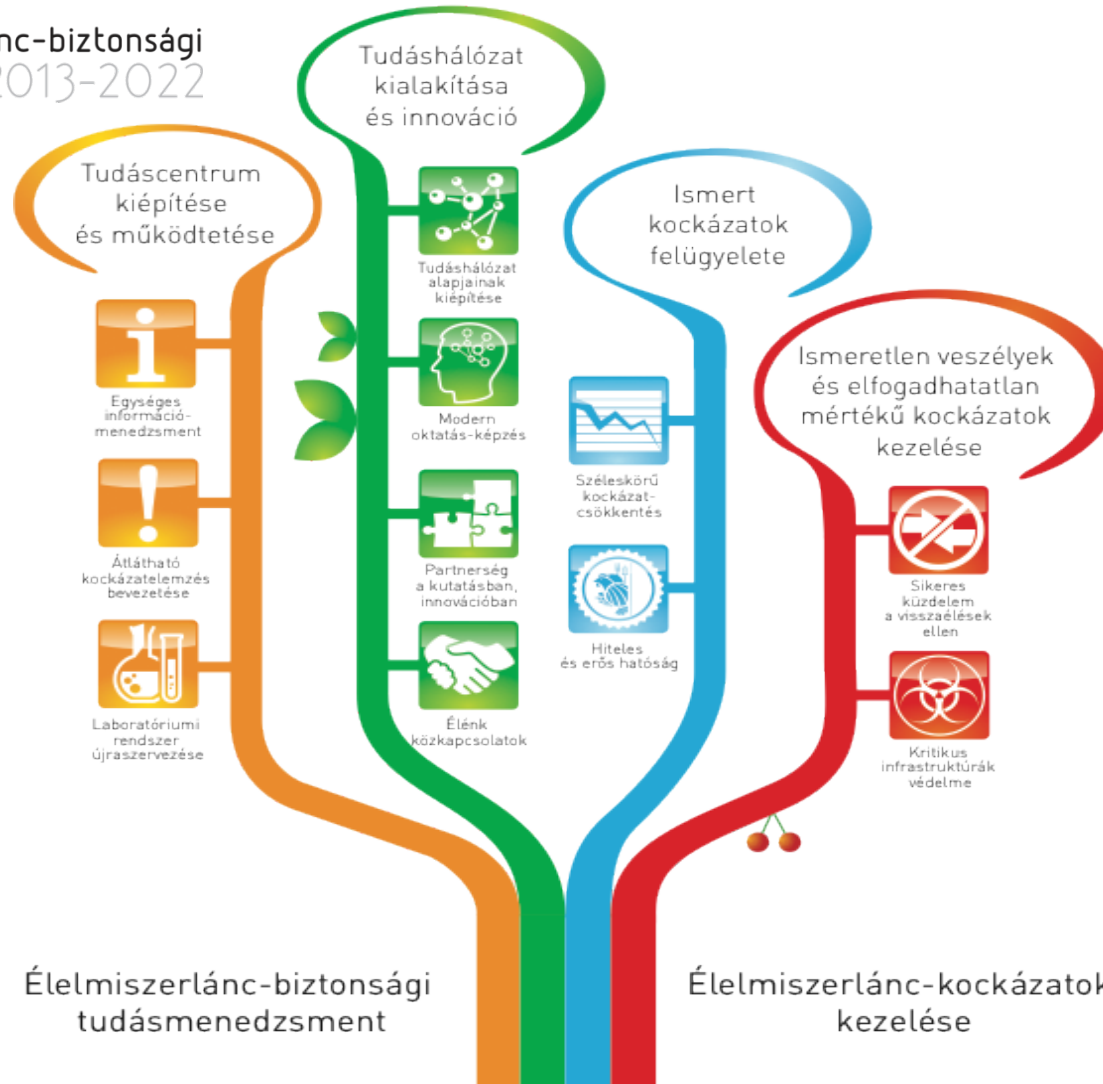 nc-biztonsági
2013-2022
Tudáshálózat
kialakítása
és innováció
Tudáscentrum
kiépítése
és működtetése
Ismert
kockázatok
felügyelete
Ismeretlen veszélyek
és elfogadhatatlan
mértékű kockázatok
kezelése
Egységes
információ-
menedzsment
Átlátható
kockázatelemzés
bevezetése
Laboratóriumi
rendszer
újraszervezése
Tudáshálózat
alapjainak
kiépítése
Modern
oktatás-képzés
Partnerség
a kutatásban,
innovációban
Élénk
közkapcsolatok
Széleskörű
kockázat-
csökkentés
Hiteles
és erős hatóság
Sikeres
küzdelem
a visszaélések
ellen
Kritikus
infrastruktúrák
védelme
Élelmiszerlánc-biztonsági
tudásmenedzsment
Élelmiszerlánc-kockázatok
kezelése